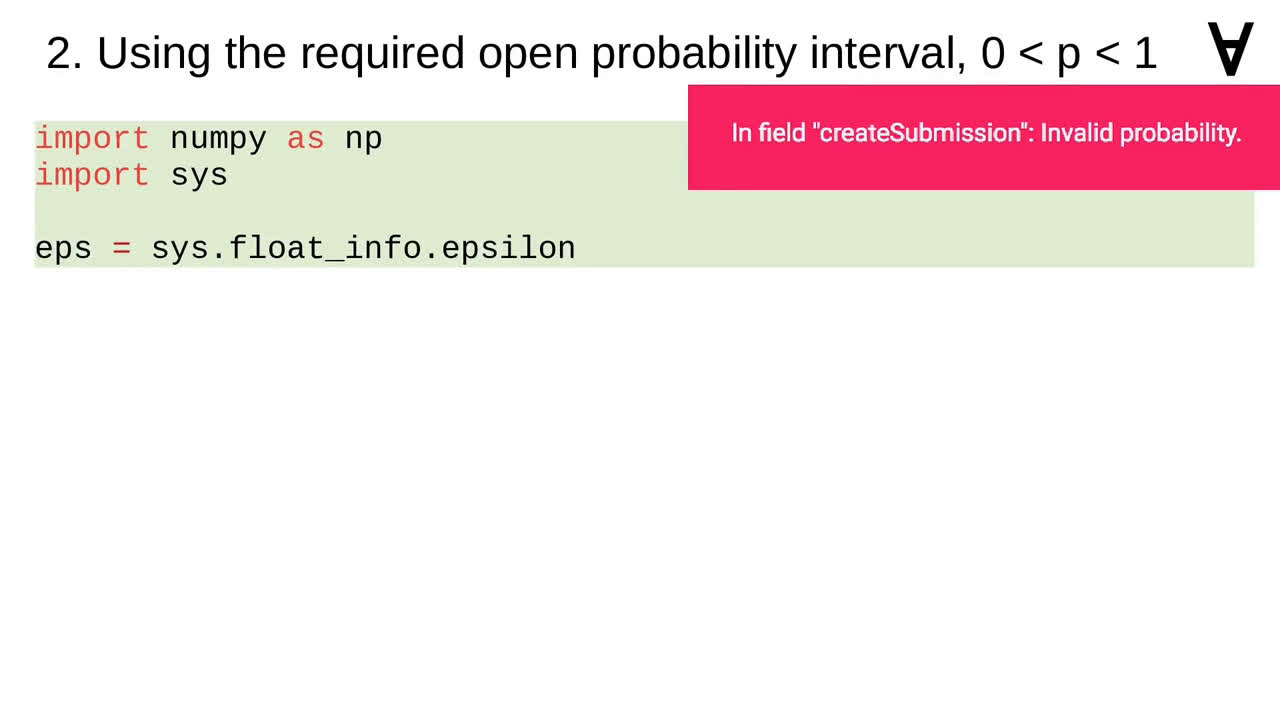 2. Using the required open probability interval, 0 < p < 1
∀
In field "createSubmission": Invalid probability.
import numpy as np
import sys
eps = sys.float_info.epsilon